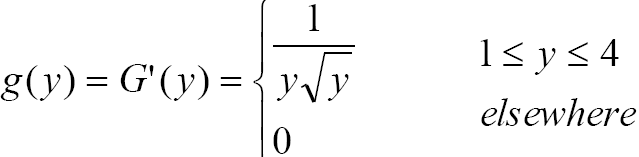 g(y) = G'(y) = { 1/(y√y)    1 ≤ y ≤ 4
0    elsewhere